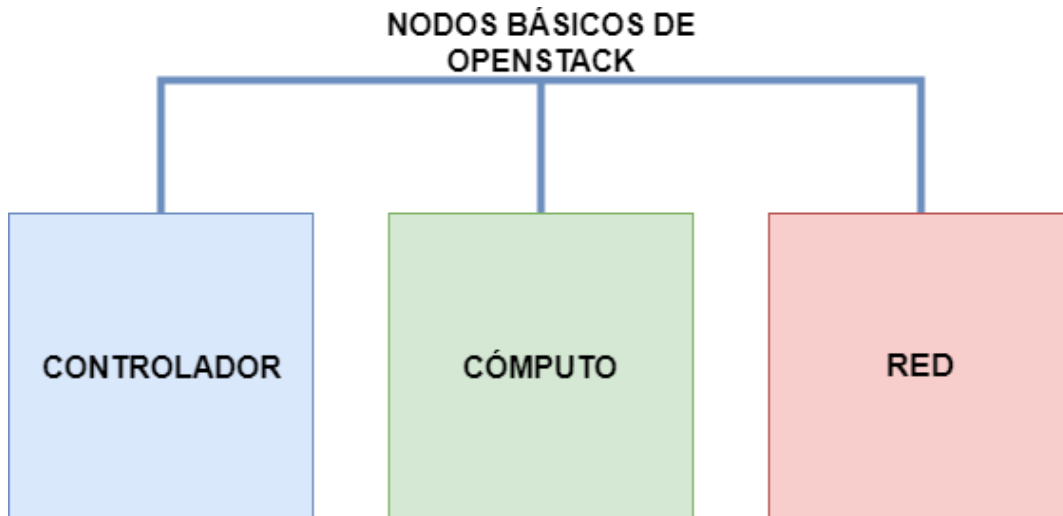 NODOS BÁSICOS DE
OPENSTACK
CONTROLADOR
CÓMPUTO
RED